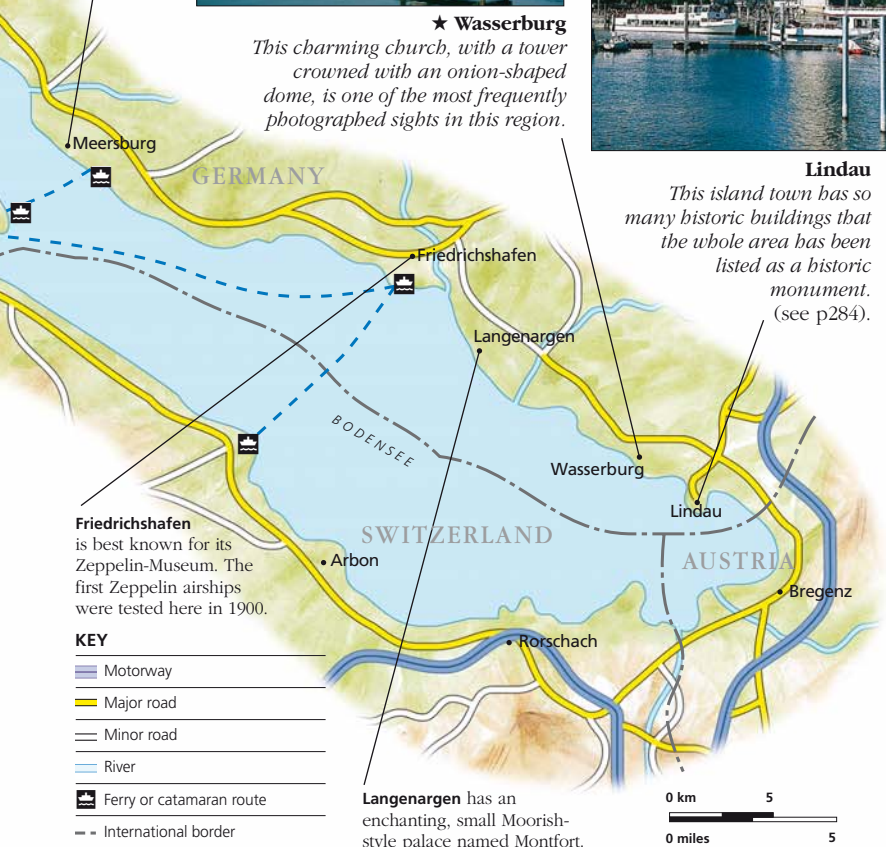 ★ Wasserburg
This charming church, with a tower
crowned with an onion-shaped
dome, is one of the most frequently
photographed sights in this region.
Lindau
This island town has so
many historic buildings that
the whole area has been
listed as a historic
monument.
(see p284).
Meersburg
GERMANY
Friedrichshafen
Langenargen
BODENSEE
Wasserburg
Lindau
SWITZERLAND
AUSTRIA
Arbon
Bregenz
Rorschach
Friedrichshafen
is best known for its
Zeppelin-Museum. The
first Zeppelin airships
were tested here in 1900.
KEY
Motorway
Major road
Minor road
River
Ferry or catamaran route
International border
Langenargen has an
enchanting, small Moorish-
style palace named Montfort.
0 km 5
0 miles 5